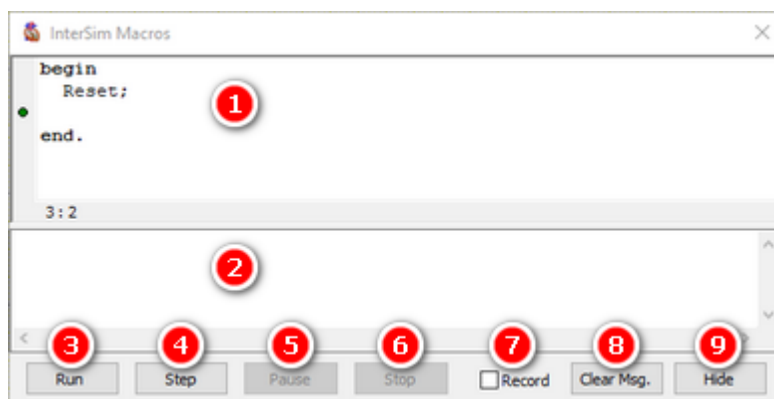 InterSim Macros
begin
  Reset;
end.
3:2
1
2
3 4 5 6 7 8 9
Run Step Pause Stop Record Clear Msg. Hide